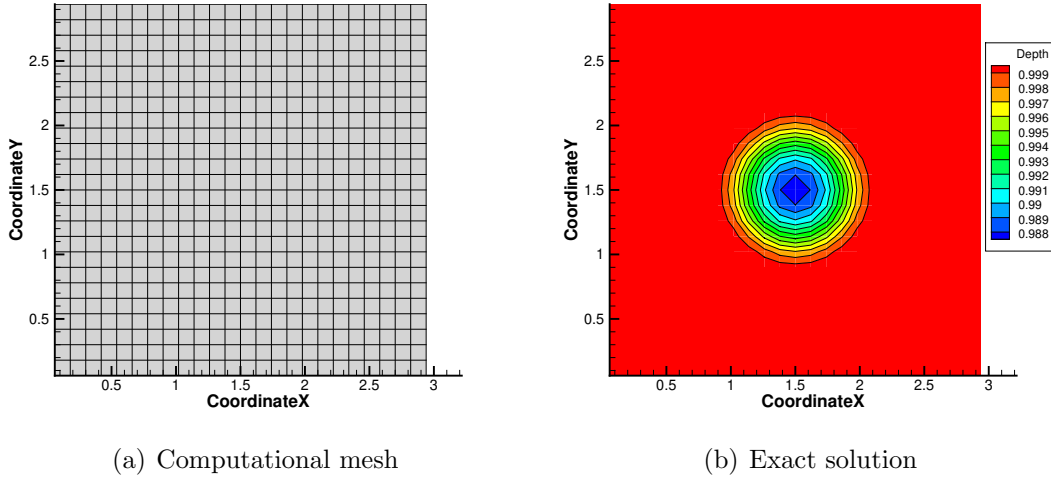 CoordinateY
2.5
2
1.5
1
0.5
0.5 1 1.5 2 2.5 3
CoordinateX
(a) Computational mesh
CoordinateY
2.5
2
1.5
1
0.5
0.5 1 1.5 2 2.5 3
CoordinateX
Depth
0.999
0.998
0.997
0.996
0.995
0.994
0.993
0.992
0.991
0.99
0.989
0.988
(b) Exact solution